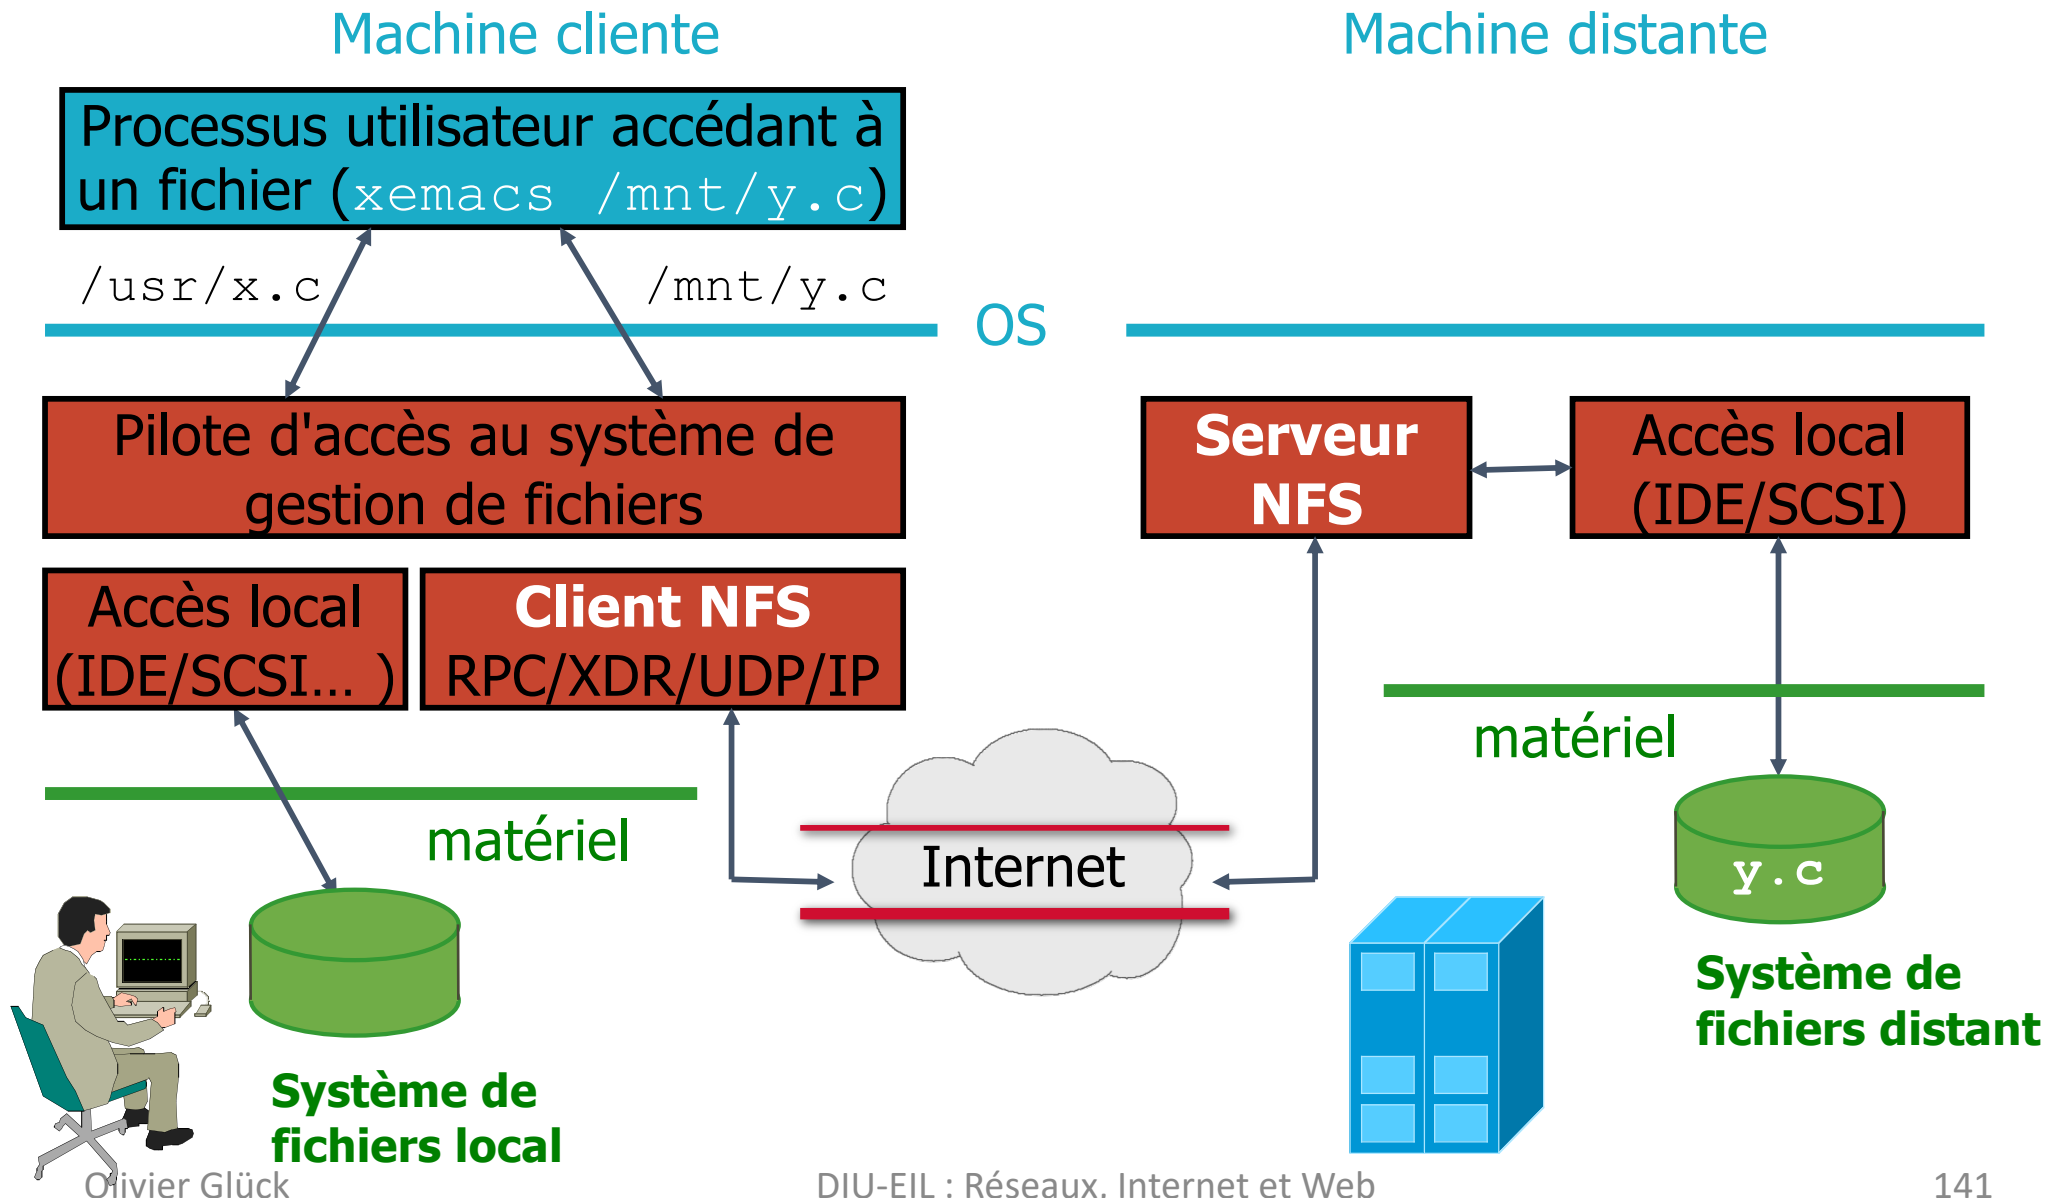 Machine cliente
Machine distante
Processus utilisateur accédant à
un fichier (xemacs /mnt/y.c)
/usr/x.c
/mnt/y.c
OS
Pilote d'accès au système de
gestion de fichiers
Serveur
NFS
Accès local
(IDE/SCSI)
Accès local
(IDE/SCSI... )
Client NFS
RPC/XDR/UDP/IP
matériel
matériel
Internet
y.c
Système de
fichiers distant
Système de
fichiers local
Olivier Glück
DIU-EIL : Réseaux, Internet et Web
141